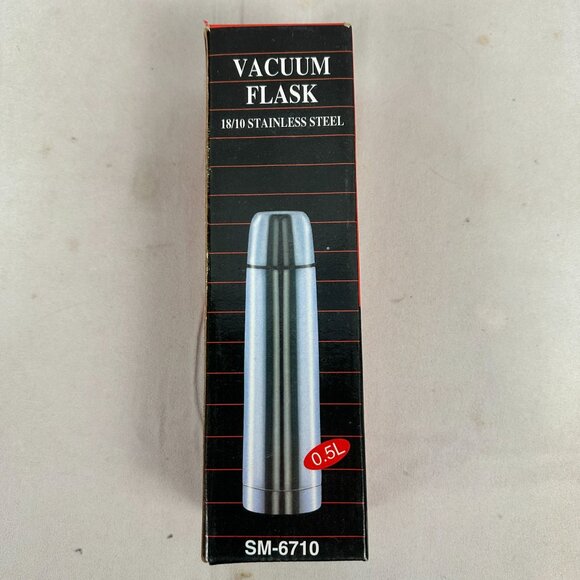 VACUUM
FLASK
18/10 STAINLESS STEEL
0.5L
SM-6710